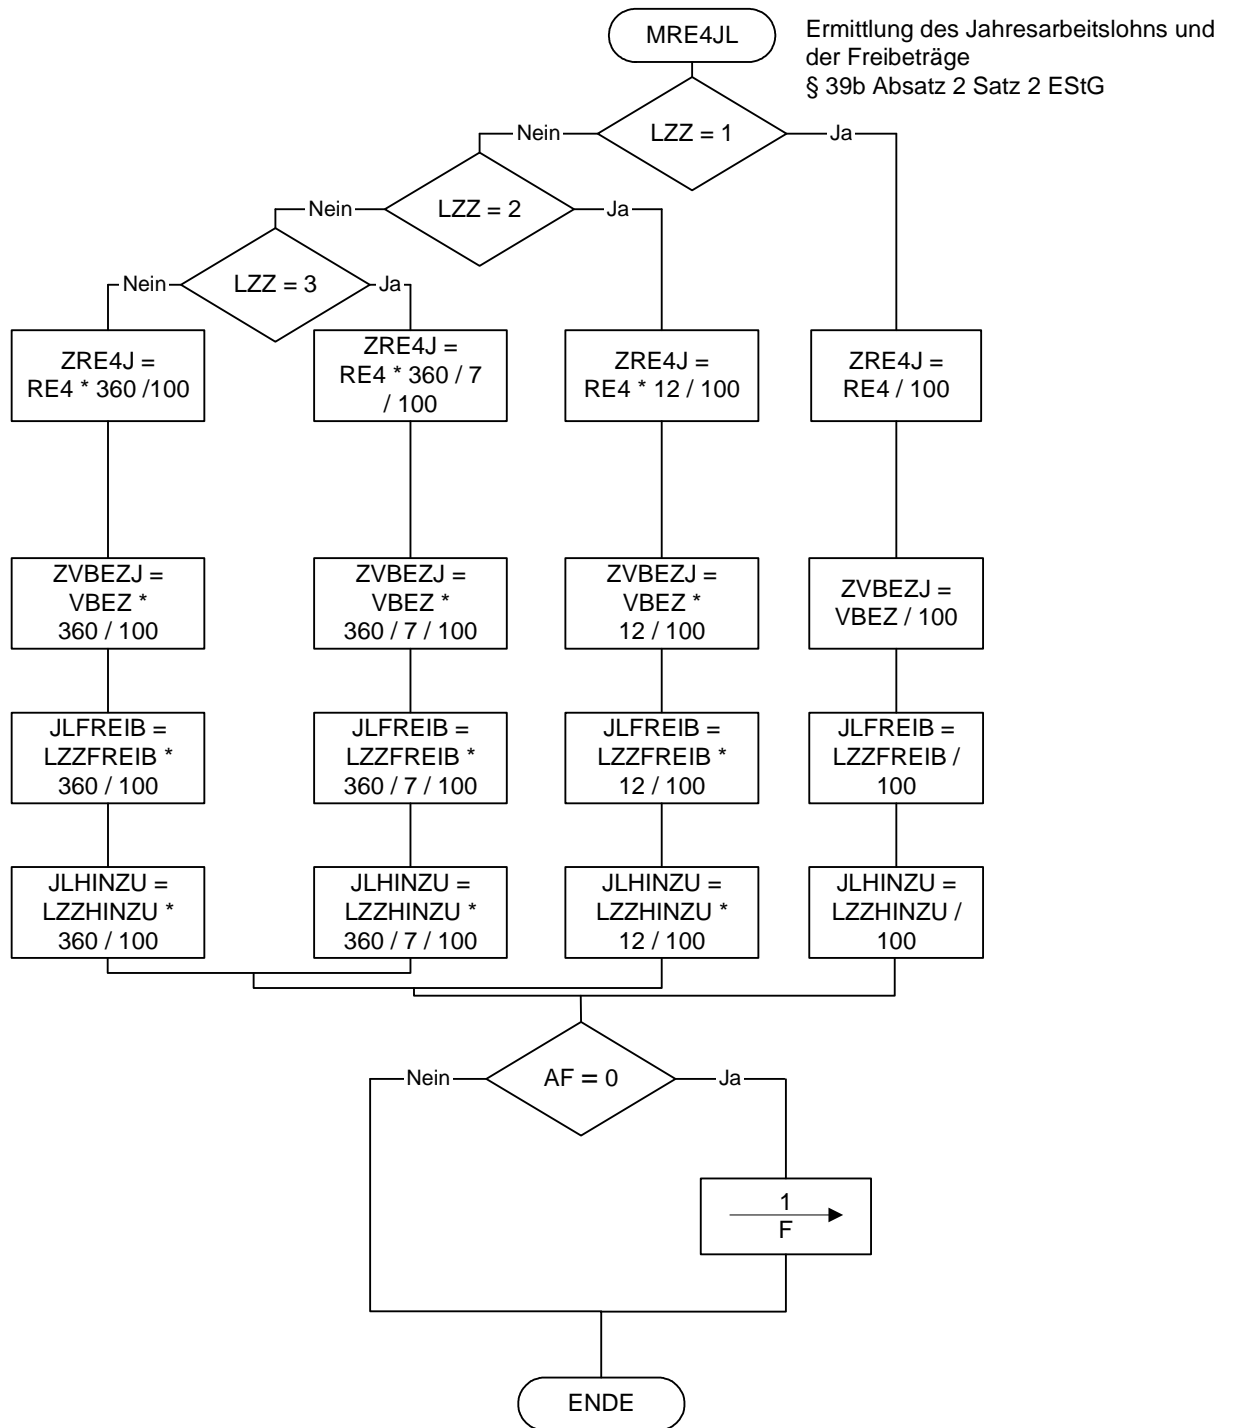 MRE4JL
Ermittlung des Jahresarbeitslohns und
der Freibeträge
§ 39b Absatz 2 Satz 2 EStG
LZZ = 1
Nein
Ja
LZZ = 2
Nein
Ja
LZZ = 3
Nein
Ja
ZRE4J =
RE4 * 360 /100
ZRE4J =
RE4 * 360 / 7
/ 100
ZRE4J =
RE4 * 12 / 100
ZRE4J =
RE4 / 100
ZVBEZJ =
VBEZ *
360 / 100
ZVBEZJ =
VBEZ *
360 / 7 / 100
ZVBEZJ =
VBEZ *
12 / 100
ZVBEZJ =
VBEZ / 100
JLFREIB =
LZZFREIB *
360 / 100
JLFREIB =
LZZFREIB *
360 / 7 / 100
JLFREIB =
LZZFREIB *
12 / 100
JLFREIB =
LZZFREIB /
100
JLHINZU =
LZZHINZU *
360 / 100
JLHINZU =
LZZHINZU *
360 / 7 / 100
JLHINZU =
LZZHINZU *
12 / 100
JLHINZU =
LZZHINZU /
100
AF = 0
Nein
Ja
1
F
ENDE